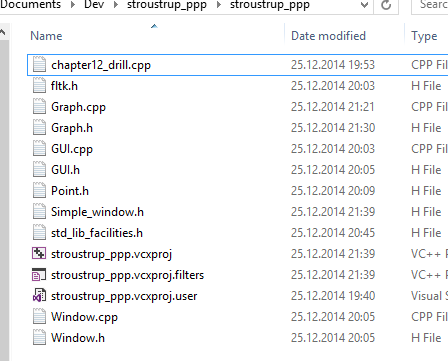 Documents › Dev › stroustrup_ppp › stroustrup_ppp
Name Date modified Type
chapter12_drill.cpp 25.12.2014 19:53 CPP Fil
fltk.h 25.12.2014 20:03 H File
Graph.cpp 25.12.2014 21:21 CPP Fil
Graph.h 25.12.2014 21:30 H File
GUI.cpp 25.12.2014 20:03 CPP Fil
GUI.h 25.12.2014 20:05 H File
Point.h 25.12.2014 20:09 H File
Simple_window.h 25.12.2014 21:39 H File
std_lib_facilities.h 25.12.2014 20:45 H File
stroustrup_ppp.vcxproj 25.12.2014 21:39 VC++ P
stroustrup_ppp.vcxproj.filters 25.12.2014 21:39 VC++ P
stroustrup_ppp.vcxproj.user 25.12.2014 19:40 Visual S
Window.cpp 25.12.2014 20:05 CPP Fil
Window.h 25.12.2014 20:05 H File